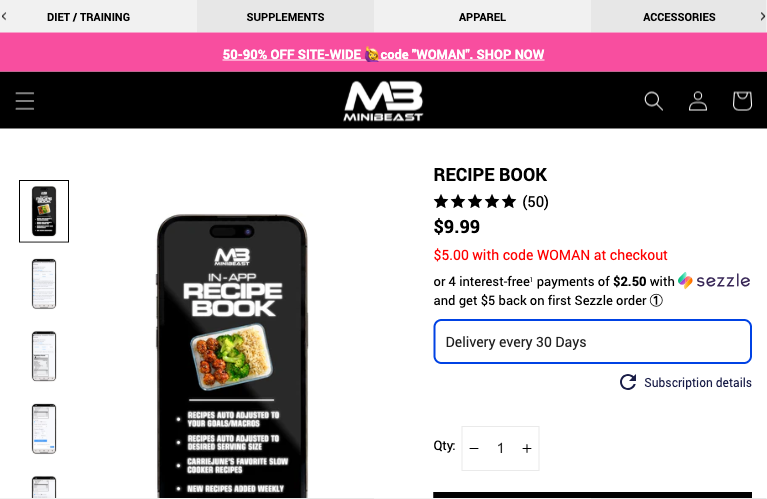 DIET / TRAINING
SUPPLEMENTS
APPAREL
ACCESSORIES
50-90% OFF SITE-WIDE 🙋‍♀️ code "WOMAN". SHOP NOW
MB
MINIBEAST
RECIPE BOOK
★★★★★ (50)
$9.99
$5.00 with code WOMAN at checkout
or 4 interest-free¹ payments of $2.50 with sezzle
and get $5 back on first Sezzle order ①
Delivery every 30 Days
Subscription details
Qty: − 1 +
MB
MINIBEAST
IN-APP
RECIPE
BOOK
• RECIPES AUTO ADJUSTED TO
YOUR GOALS/MACROS
• RECIPES AUTO ADJUSTED TO
DESIRED SERVING SIZE
• CARRIEJUNE'S FAVORITE SLOW
COOKER RECIPES
• NEW RECIPES ADDED WEEKLY